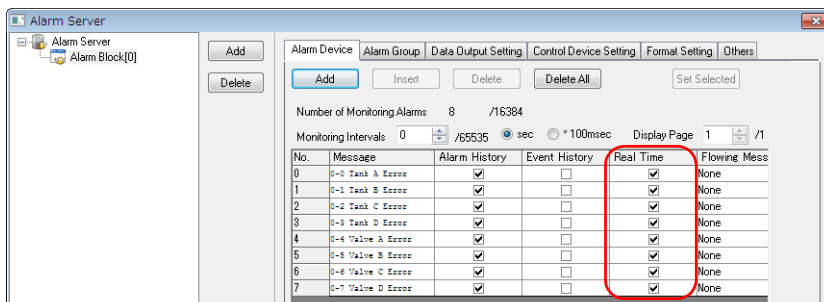 Alarm Server
Alarm Server
Alarm Block[0]
Add
Delete
Alarm Device Alarm Group Data Output Setting Control Device Setting Format Setting Others
Add Insert Delete Delete All Set Selected
Number of Monitoring Alarms 8 /16384
Monitoring Intervals 0 /65535 sec * 100msec Display Page 1 /1
No. Message Alarm History Event History Real Time Flowing Mess
0 0-0 Tank A Error None
1 0-1 Tank B Error None
2 0-2 Tank C Error None
3 0-3 Tank D Error None
4 0-4 Valve A Error None
5 0-5 Valve B Error None
6 0-6 Valve C Error None
7 0-7 Valve D Error None